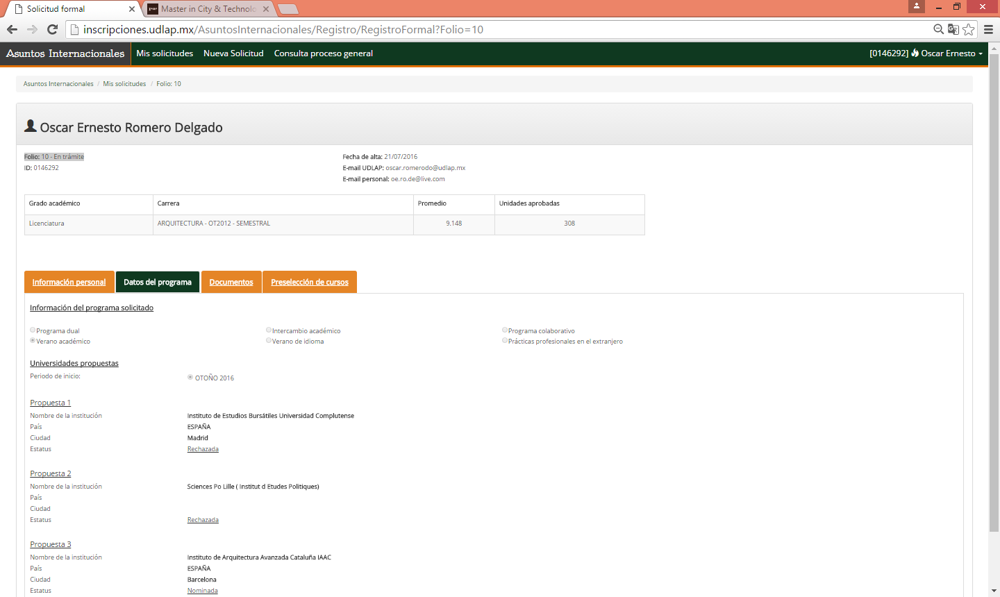 Solicitud formal
Master in City & Technolo
inscripciones.udlap.mx/AsuntosInternacionales/Registro/RegistroFormal?Folio=10
Asuntos Internacionales Mis solicitudes Nueva Solicitud Consulta proceso general [0146292] Oscar Ernesto
Asuntos Internacionales / Mis solicitudes / Folio: 10
Oscar Ernesto Romero Delgado
Folio: 10 - En trámite Fecha de alta: 21/07/2016
ID: 0146292 E-mail UDLAP: oscar.romerodo@udlap.mx
E-mail personal: oe.ro.de@live.com
Grado académico Carrera Promedio Unidades aprobadas
Licenciatura ARQUITECTURA - OT2012 - SEMESTRAL 9.148 308
Información personal Datos del programa Documentos Preselección de cursos
Información del programa solicitado
Programa dual Intercambio académico Programa colaborativo
Verano académico Verano de idioma Prácticas profesionales en el extranjero
Universidades propuestas
Periodo de inicio: OTOÑO 2016
Propuesta 1
Nombre de la institución Instituto de Estudios Bursátiles Universidad Complutense
País ESPAÑA
Ciudad Madrid
Estatus Rechazada
Propuesta 2
Nombre de la institución Sciences Po Lille ( Institut d Etudes Politiques)
País
Ciudad
Estatus Rechazada
Propuesta 3
Nombre de la institución Instituto de Arquitectura Avanzada Cataluña IAAC
País ESPAÑA
Ciudad Barcelona
Estatus Nominada